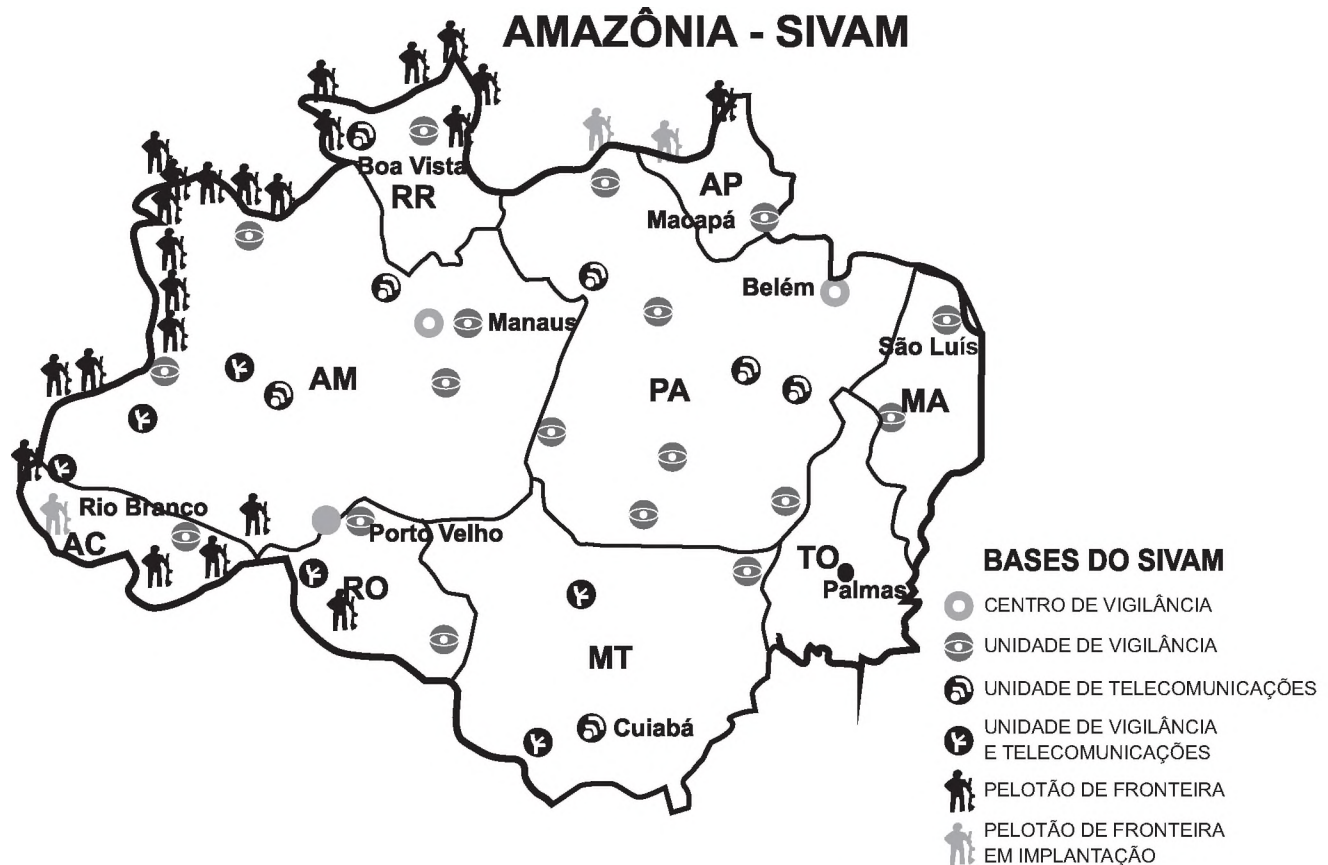 AMAZÔNIA - SIVAM
Boa Vista
RR
AP
Macapá
Belém
Manaus
São Luís
AM
PA
MA
Rio Branco
AC
Porto Velho
RO
TO
Palmas
MT
Cuiabá
BASES DO SIVAM
CENTRO DE VIGILÂNCIA
UNIDADE DE VIGILÂNCIA
UNIDADE DE TELECOMUNICAÇÕES
UNIDADE DE VIGILÂNCIA
E TELECOMUNICAÇÕES
PELOTÃO DE FRONTEIRA
PELOTÃO DE FRONTEIRA
EM IMPLANTAÇÃO